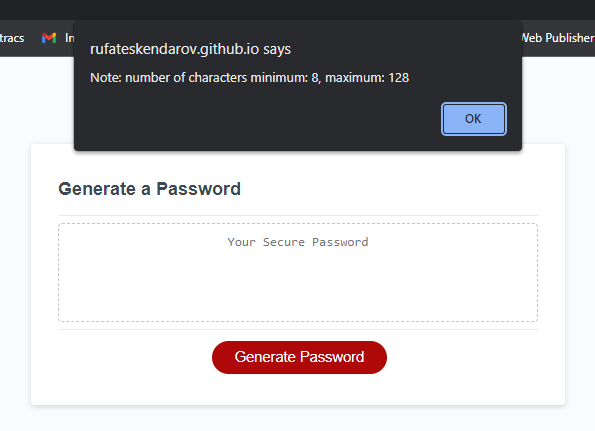 tracs
In
Web Publisher
rufateskendarov.github.io says
Note: number of characters minimum: 8, maximum: 128
OK
Generate a Password
Your Secure Password
Generate Password